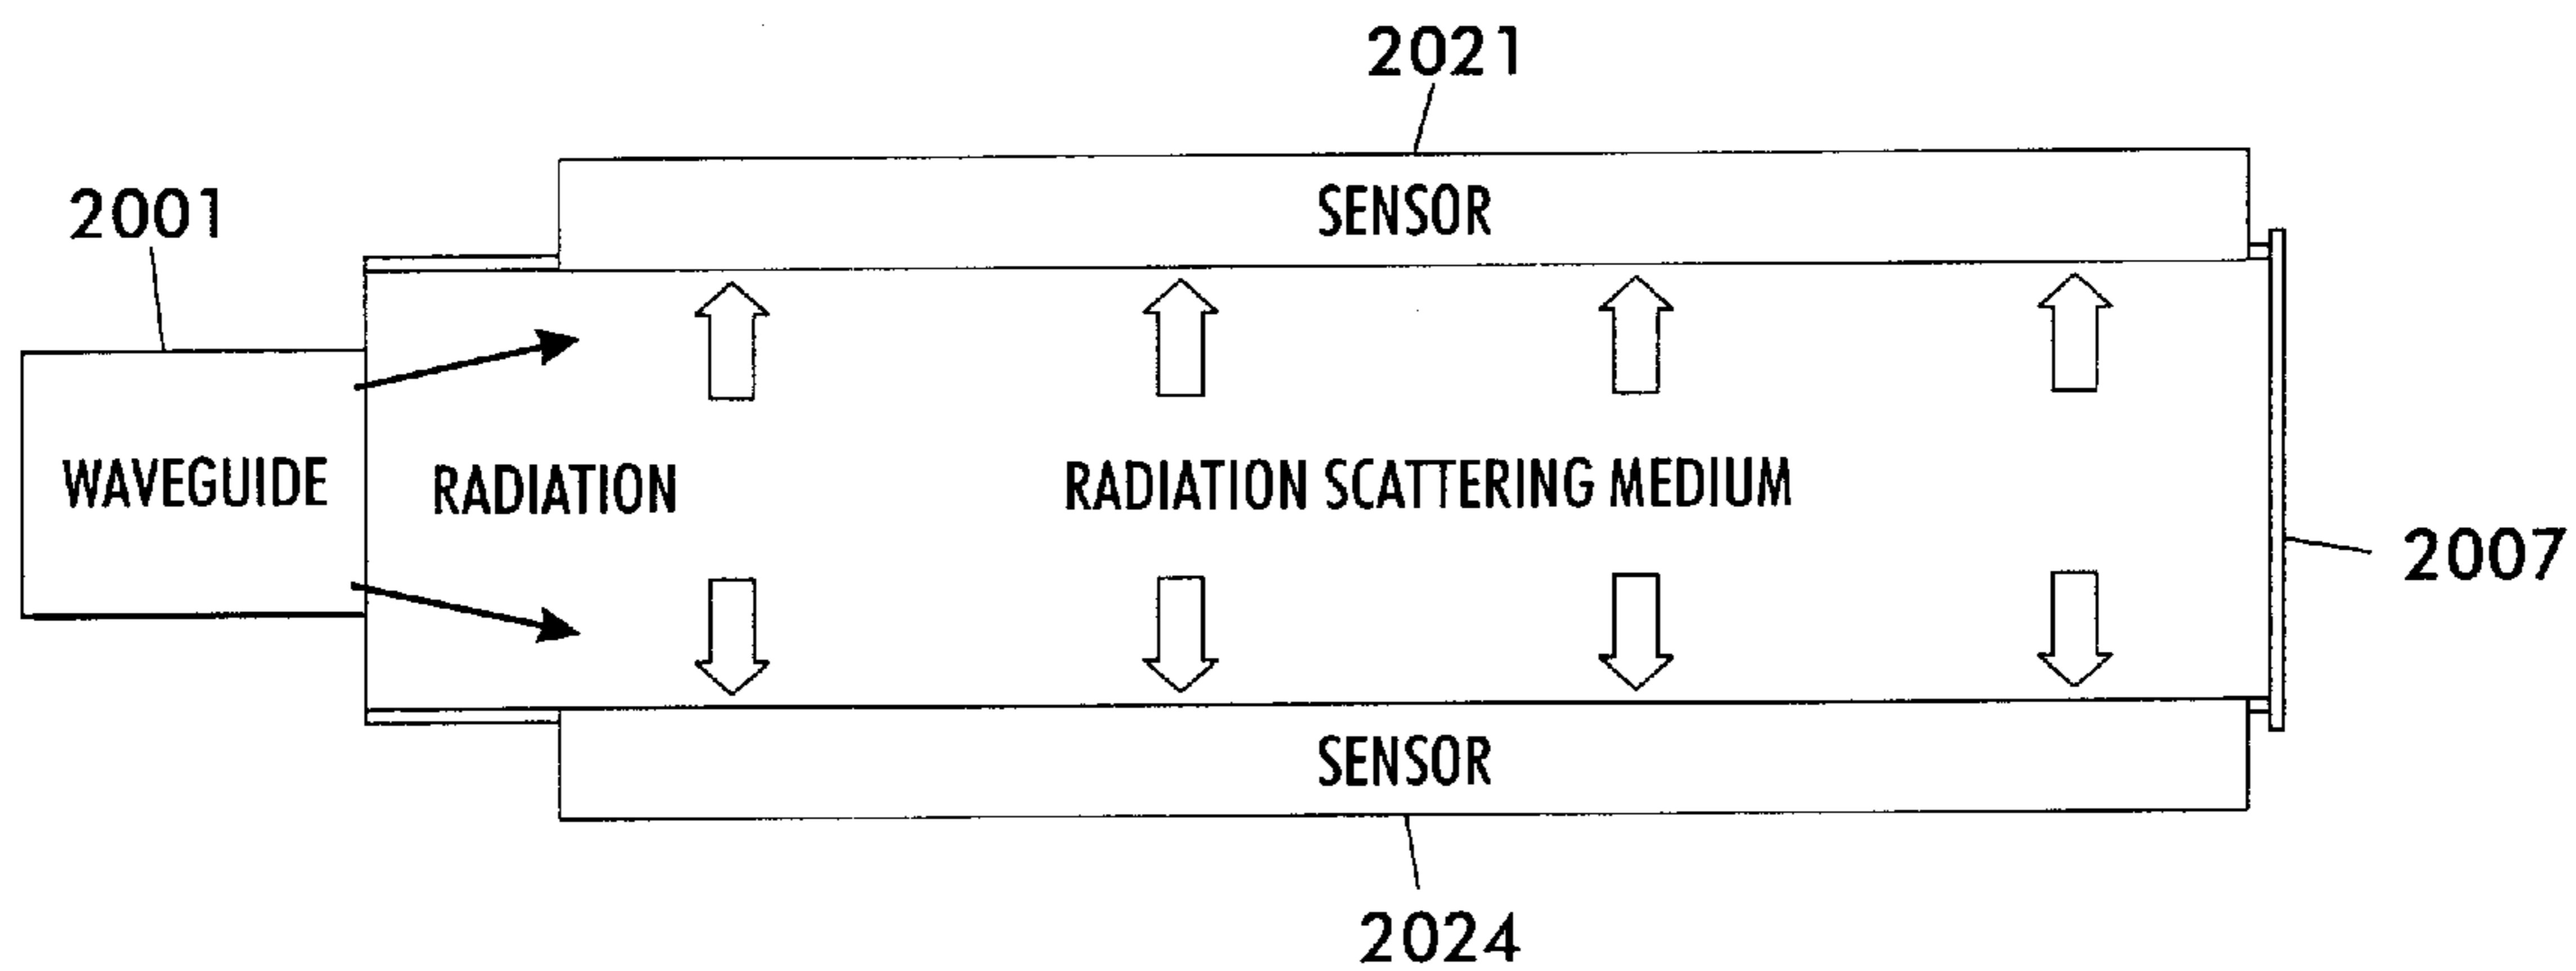 2021
SENSOR
2001
WAVEGUIDE
RADIATION
RADIATION SCATTERING MEDIUM
2007
SENSOR
2024